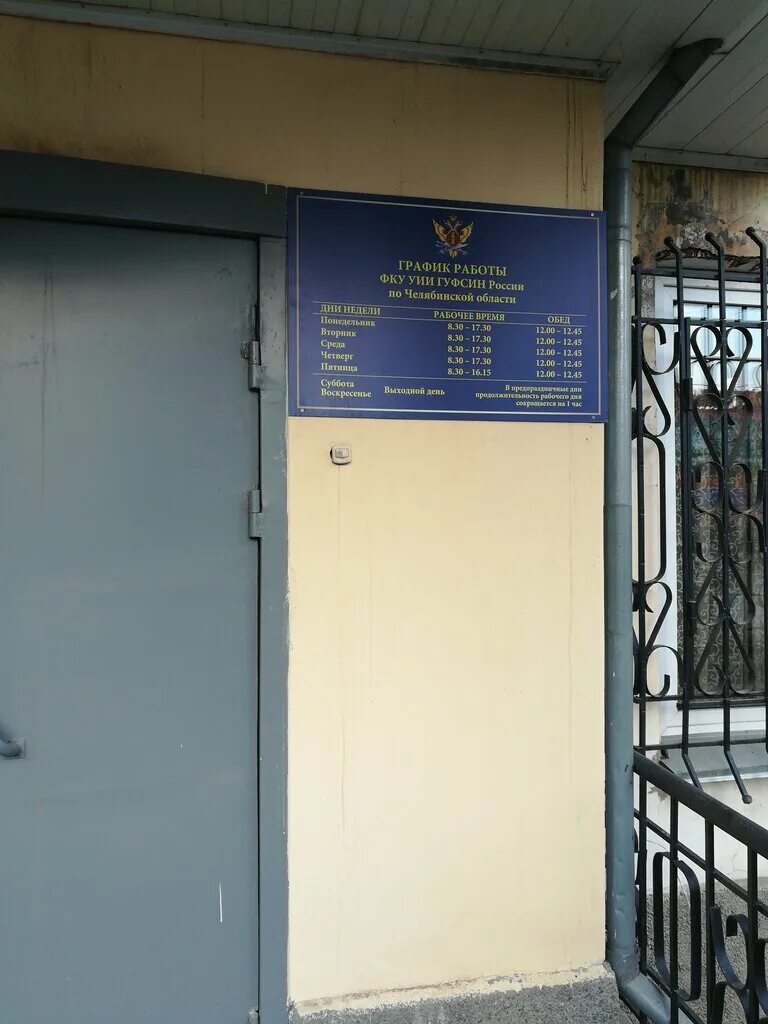 ГРАФИК РАБОТЫ
ФКУ УИИ ГУФСИН России
по Челябинской области
ДНИ НЕДЕЛИ РАБОЧЕЕ ВРЕМЯ ОБЕД
Понедельник 8.30 – 17.30 12.00 – 12.45
Вторник 8.30 – 17.30 12.00 – 12.45
Среда 8.30 – 17.30 12.00 – 12.45
Четверг 8.30 – 17.30 12.00 – 12.45
Пятница 8.30 – 16.15 12.00 – 12.45
Суббота
Воскресенье Выходной день
В предпраздничные дни
продолжительность рабочего дня
сокращается на 1 час